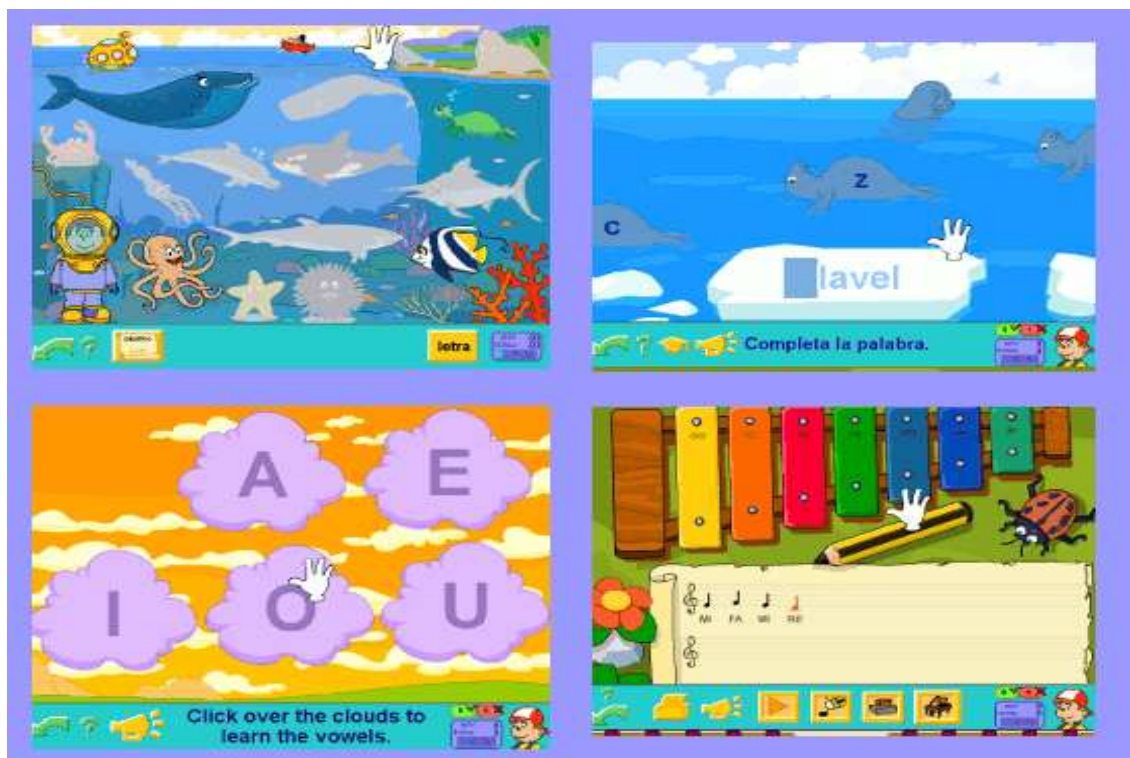 letra
z
c
lavel
Completa la palabra.
A
E
I
O
U
Click over the clouds to
learn the vowels.
MI FA MI RE